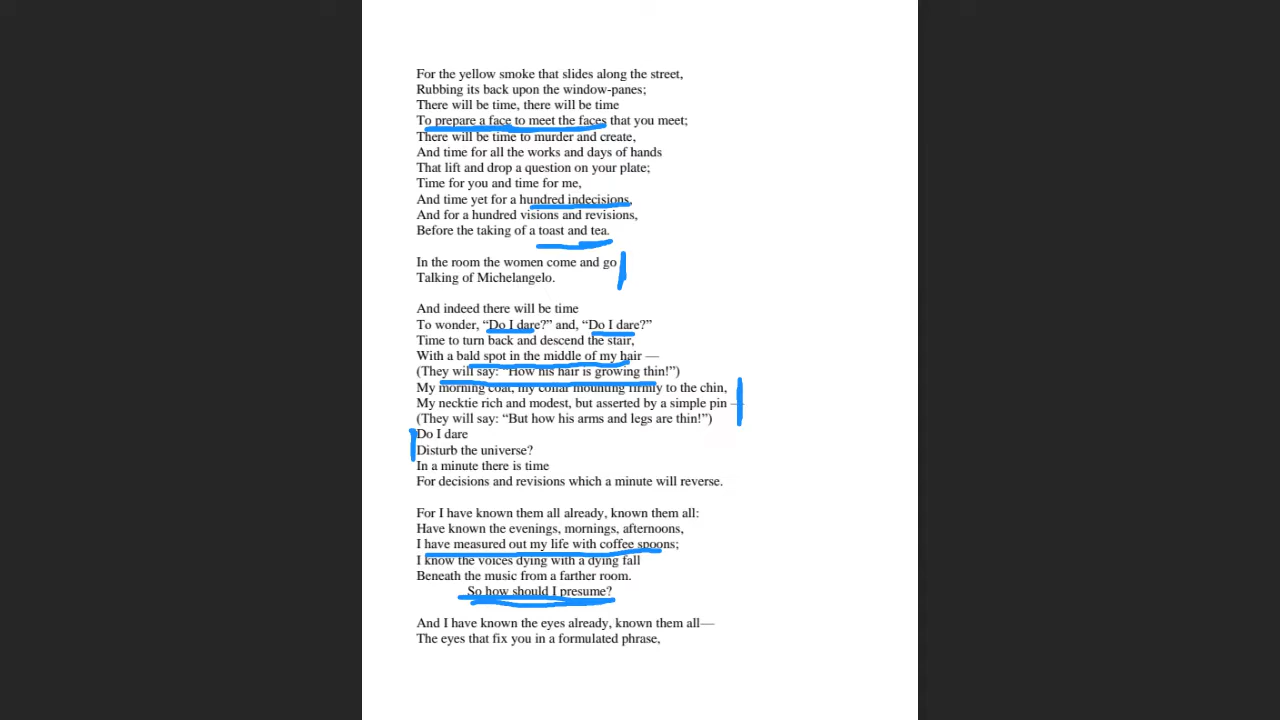 For the yellow smoke that slides along the street,
Rubbing its back upon the window-panes;
There will be time, there will be time
To prepare a face to meet the faces that you meet;
There will be time to murder and create,
And time for all the works and days of hands
That lift and drop a question on your plate;
Time for you and time for me,
And time yet for a hundred indecisions,
And for a hundred visions and revisions,
Before the taking of a toast and tea.
In the room the women come and go
Talking of Michelangelo.
And indeed there will be time
To wonder, “Do I dare?” and, “Do I dare?”
Time to turn back and descend the stair,
With a bald spot in the middle of my hair —
(They will say: “How his hair is growing thin!”)
My morning coat, my collar mounting firmly to the chin,
My necktie rich and modest, but asserted by a simple pin —
(They will say: “But how his arms and legs are thin!”)
Do I dare
Disturb the universe?
In a minute there is time
For decisions and revisions which a minute will reverse.
For I have known them all already, known them all:
Have known the evenings, mornings, afternoons,
I have measured out my life with coffee spoons;
I know the voices dying with a dying fall
Beneath the music from a farther room.
So how should I presume?
And I have known the eyes already, known them all—
The eyes that fix you in a formulated phrase,